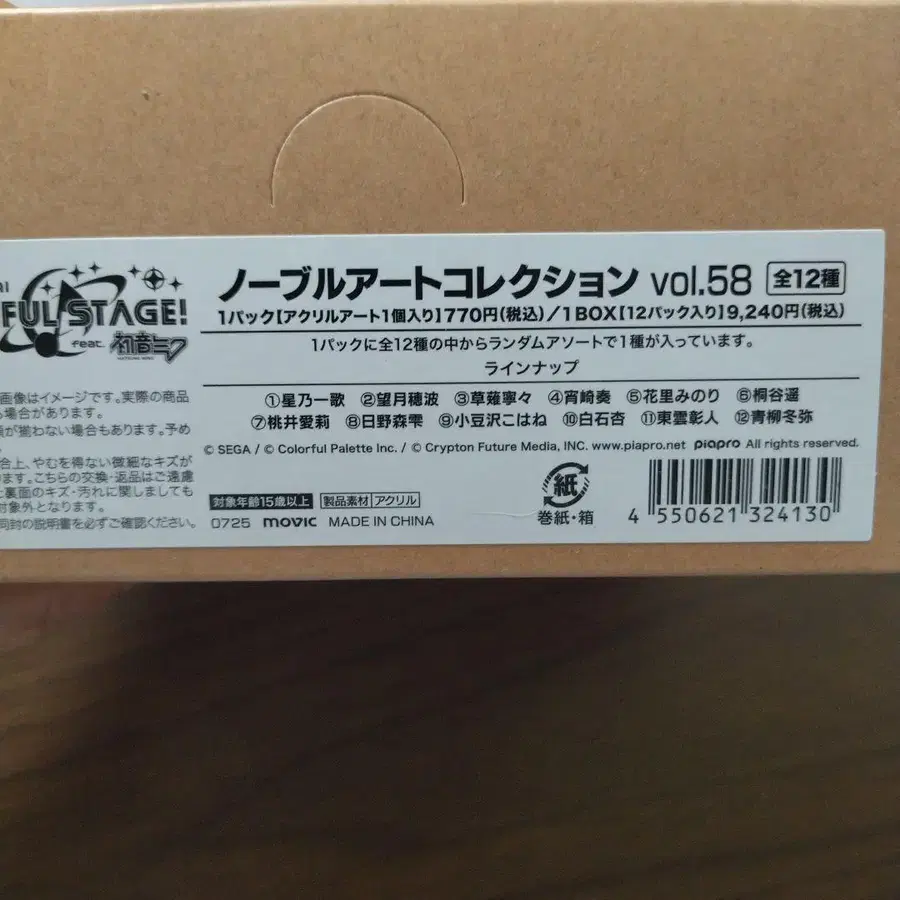 FUL STAGE!
feat. 初音ミク
HATSUNE MIKU
ノーブルアートコレクション vol.58 全12種
1パック【アクリルアート1個入り】770円(税込)/1BOX【12パック入り】9,240円(税込)
1パックに全12種の中からランダムアソートで1種が入っています。
ラインナップ
①星乃一歌 ②望月穂波 ③草薙寧々 ④宵崎奏 ⑤花里みのり ⑥桐谷遥
⑦桃井愛莉 ⑧日野森雫 ⑨小豆沢こはね ⑩白石杏 ⑪東雲彰人 ⑫青柳冬弥
© SEGA / © Colorful Palette Inc. / © Crypton Future Media, INC. www.piapro.net piapro All rights reserved.
画像はイメージです。実際の商品
る場合があります。
が揃わない場合もあります。予め
合上、やむを得ない微細なキズが
ります。こちらの交換・返品はご遠慮
と裏面のキズ・汚れに関しましても
対象外となります。
同封の説明書を必ずご確認ください。
対象年齢15歳以上 製品素材 アクリル
0725 movic MADE IN CHINA
紙
巻紙・箱
4 550621 324130